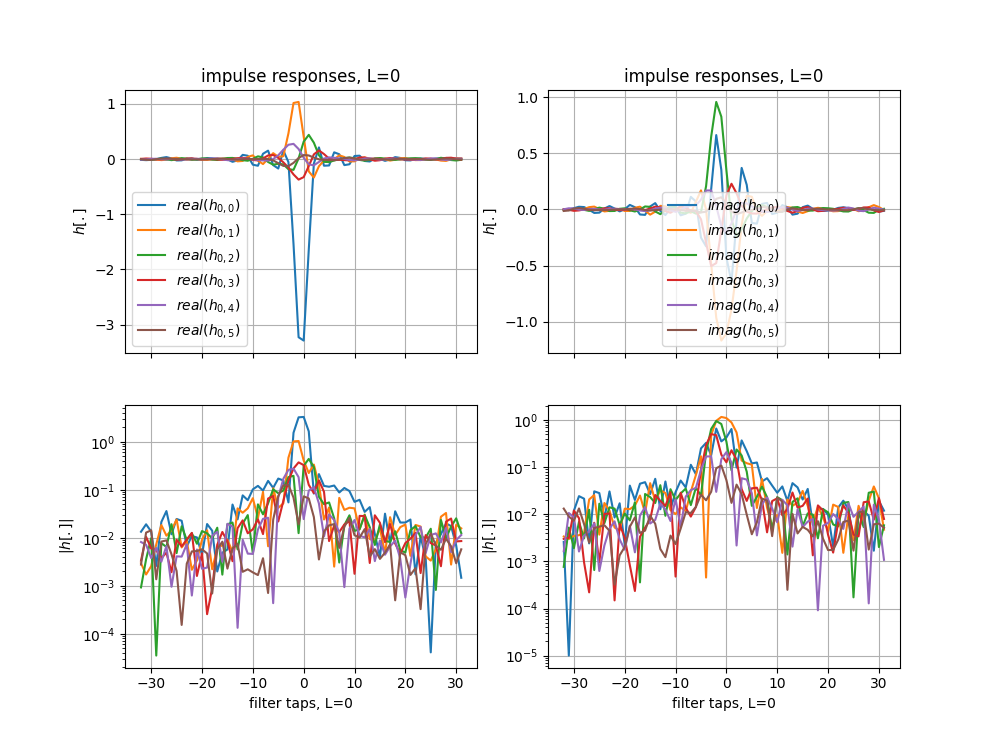 impulse responses, L=0
impulse responses, L=0
h[.]
1
0
−1
−2
−3
real(h0,0)
real(h0,1)
real(h0,2)
real(h0,3)
real(h0,4)
real(h0,5)
h[.]
1.0
0.5
0.0
−0.5
−1.0
imag(h0,0)
imag(h0,1)
imag(h0,2)
imag(h0,3)
imag(h0,4)
imag(h0,5)
|h[.]|
10^0
10^−1
10^−2
10^−3
10^−4
−30 −20 −10 0 10 20 30
filter taps, L=0
|h[.]|
10^0
10^−1
10^−2
10^−3
10^−4
10^−5
−30 −20 −10 0 10 20 30
filter taps, L=0